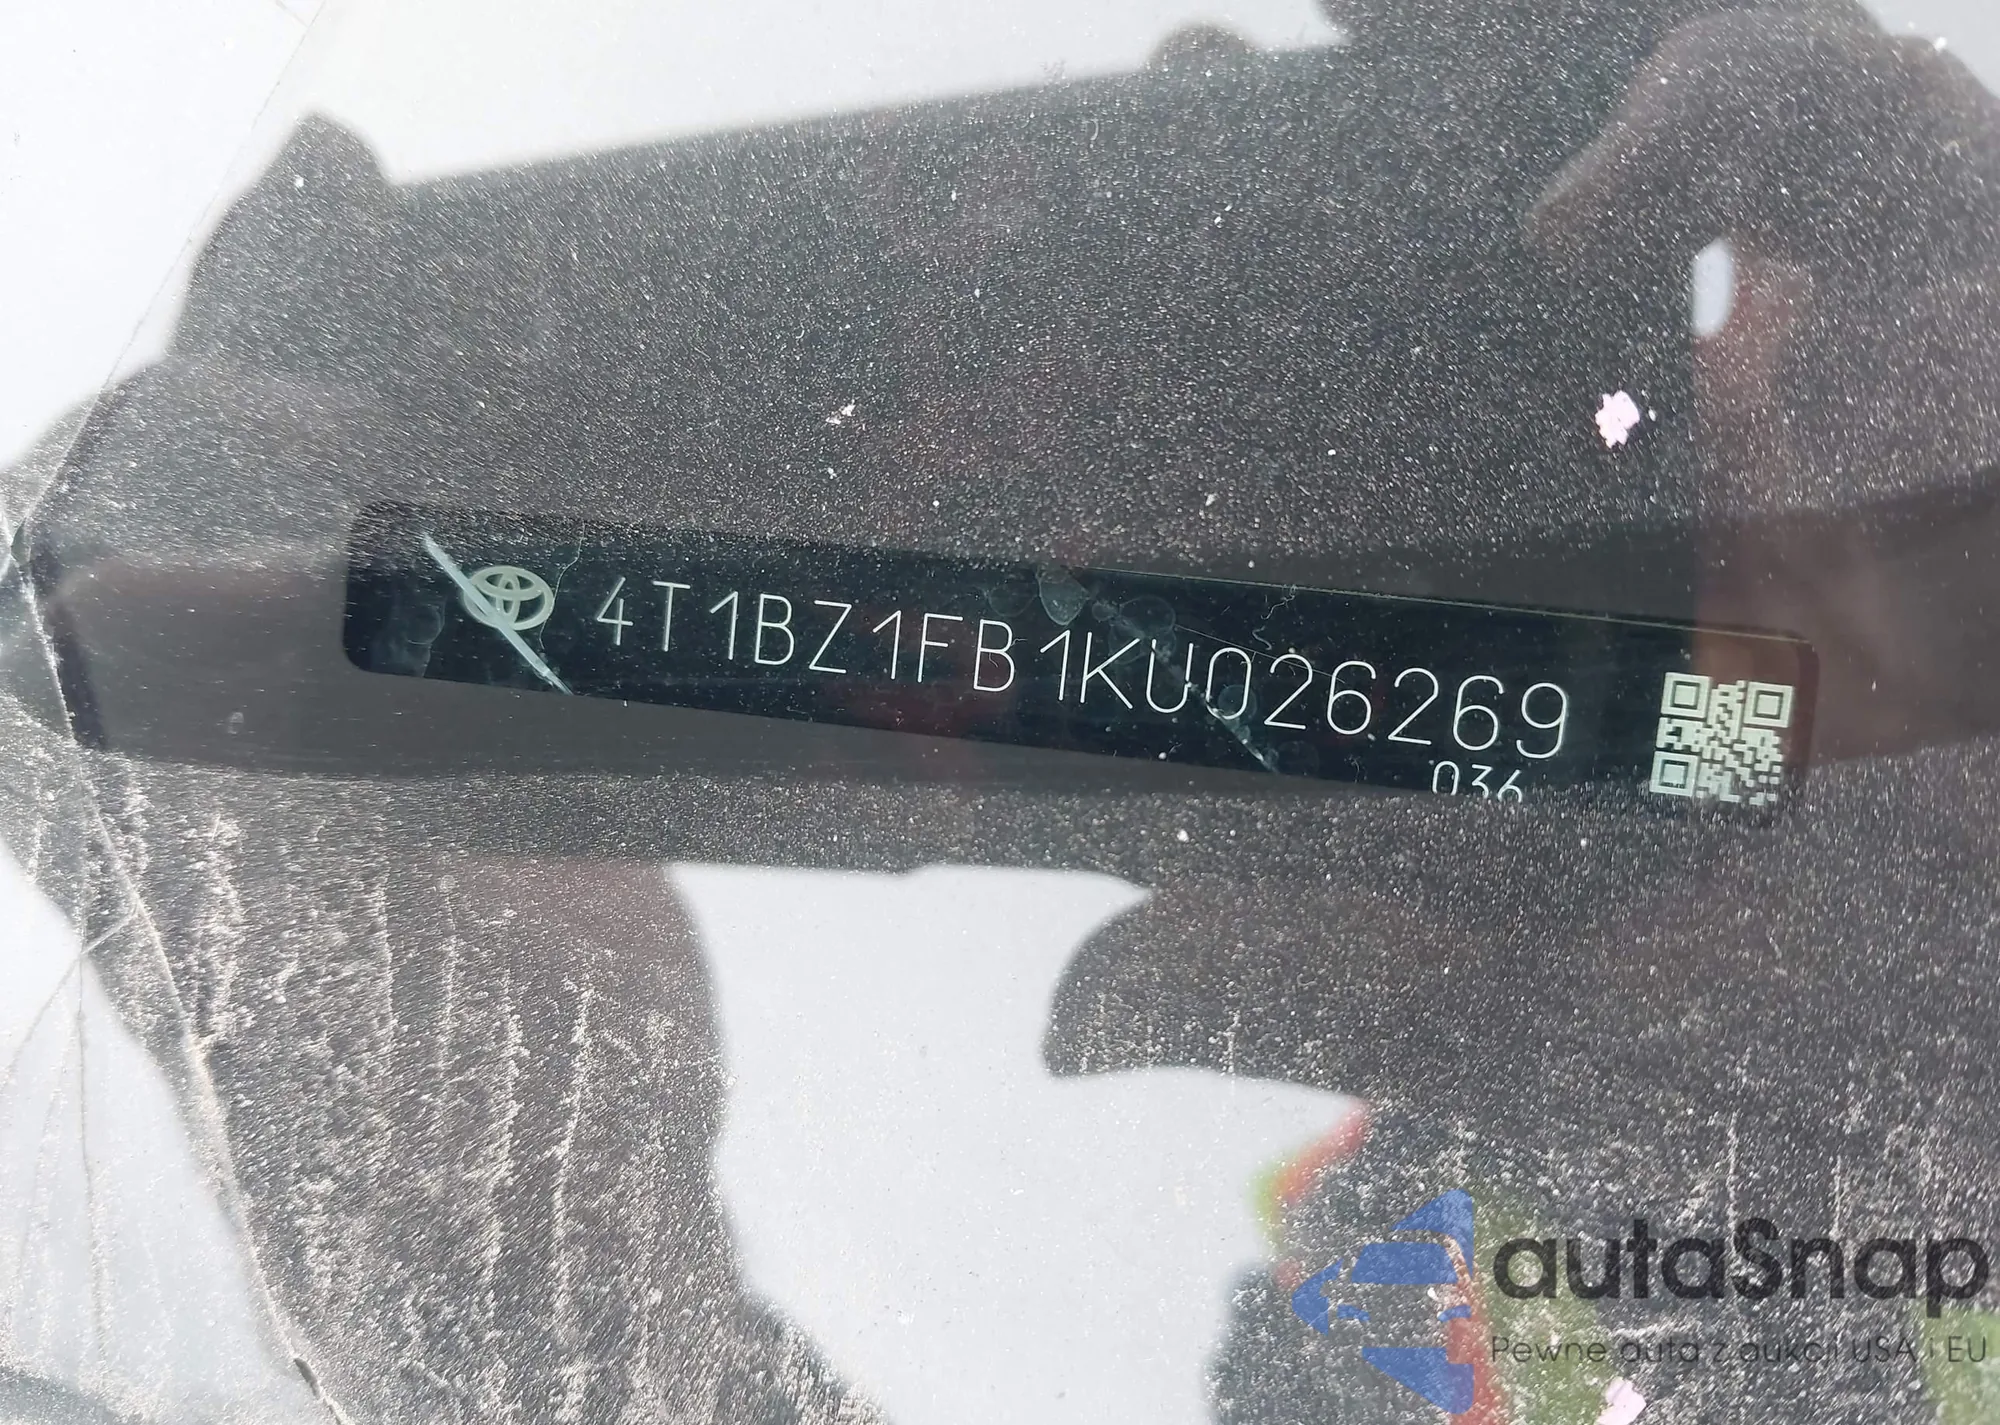 4T1BZ1FB1KU026269
036
autaSnap
Pewne auta z aukcji USA i EU